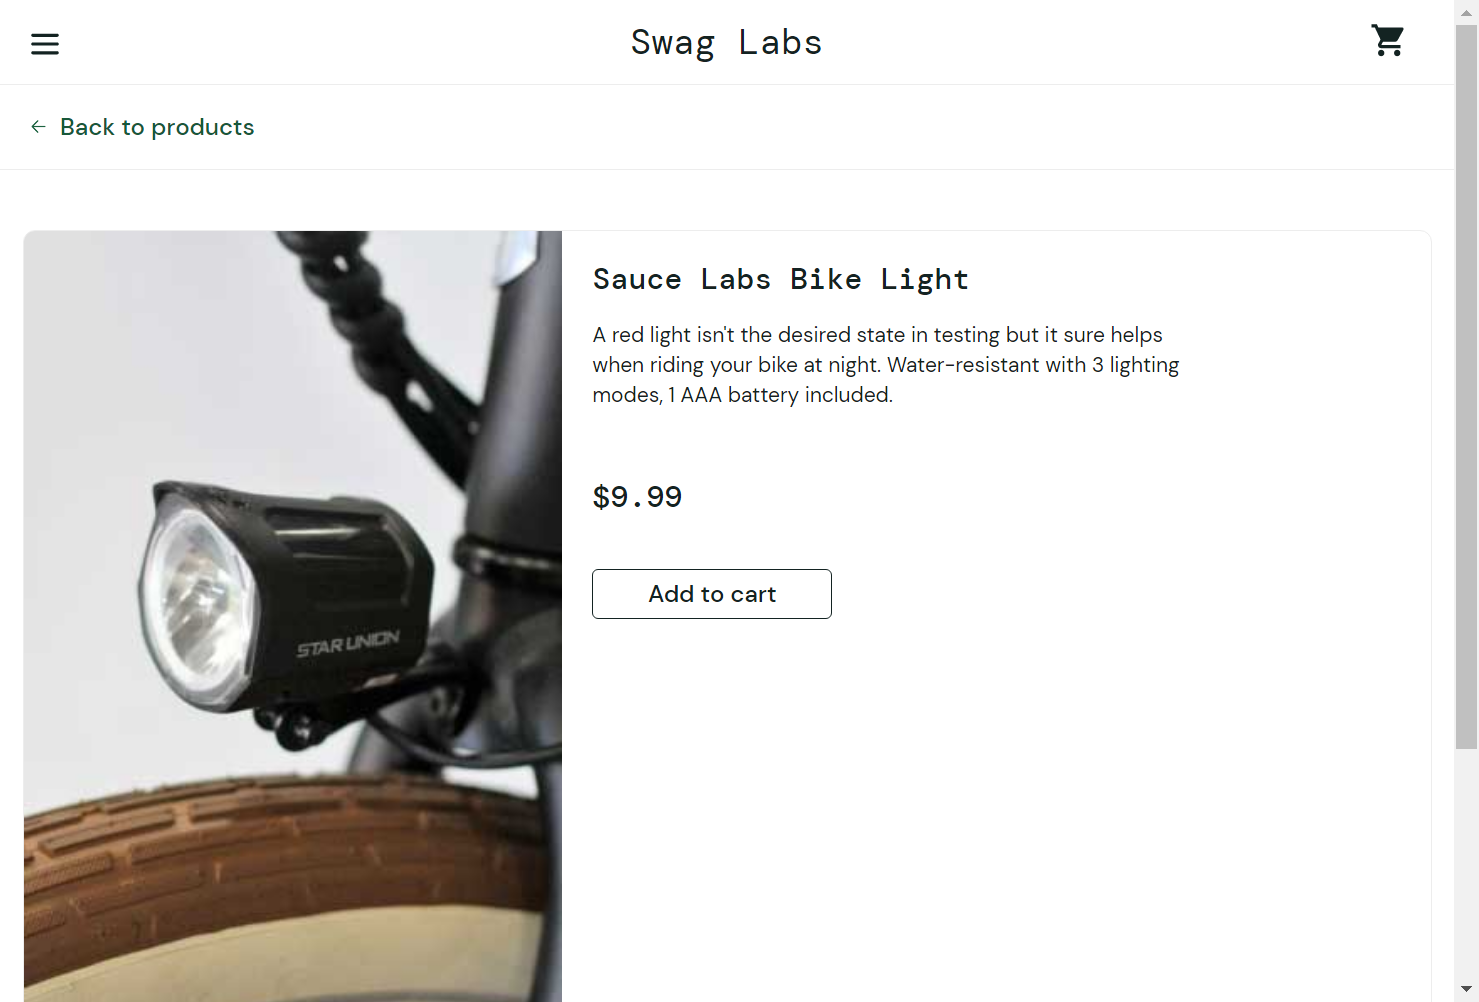 Swag Labs
Back to products
Sauce Labs Bike Light
A red light isn't the desired state in testing but it sure helps
when riding your bike at night. Water-resistant with 3 lighting
modes, 1 AAA battery included.
$9.99
Add to cart
STAR UNION